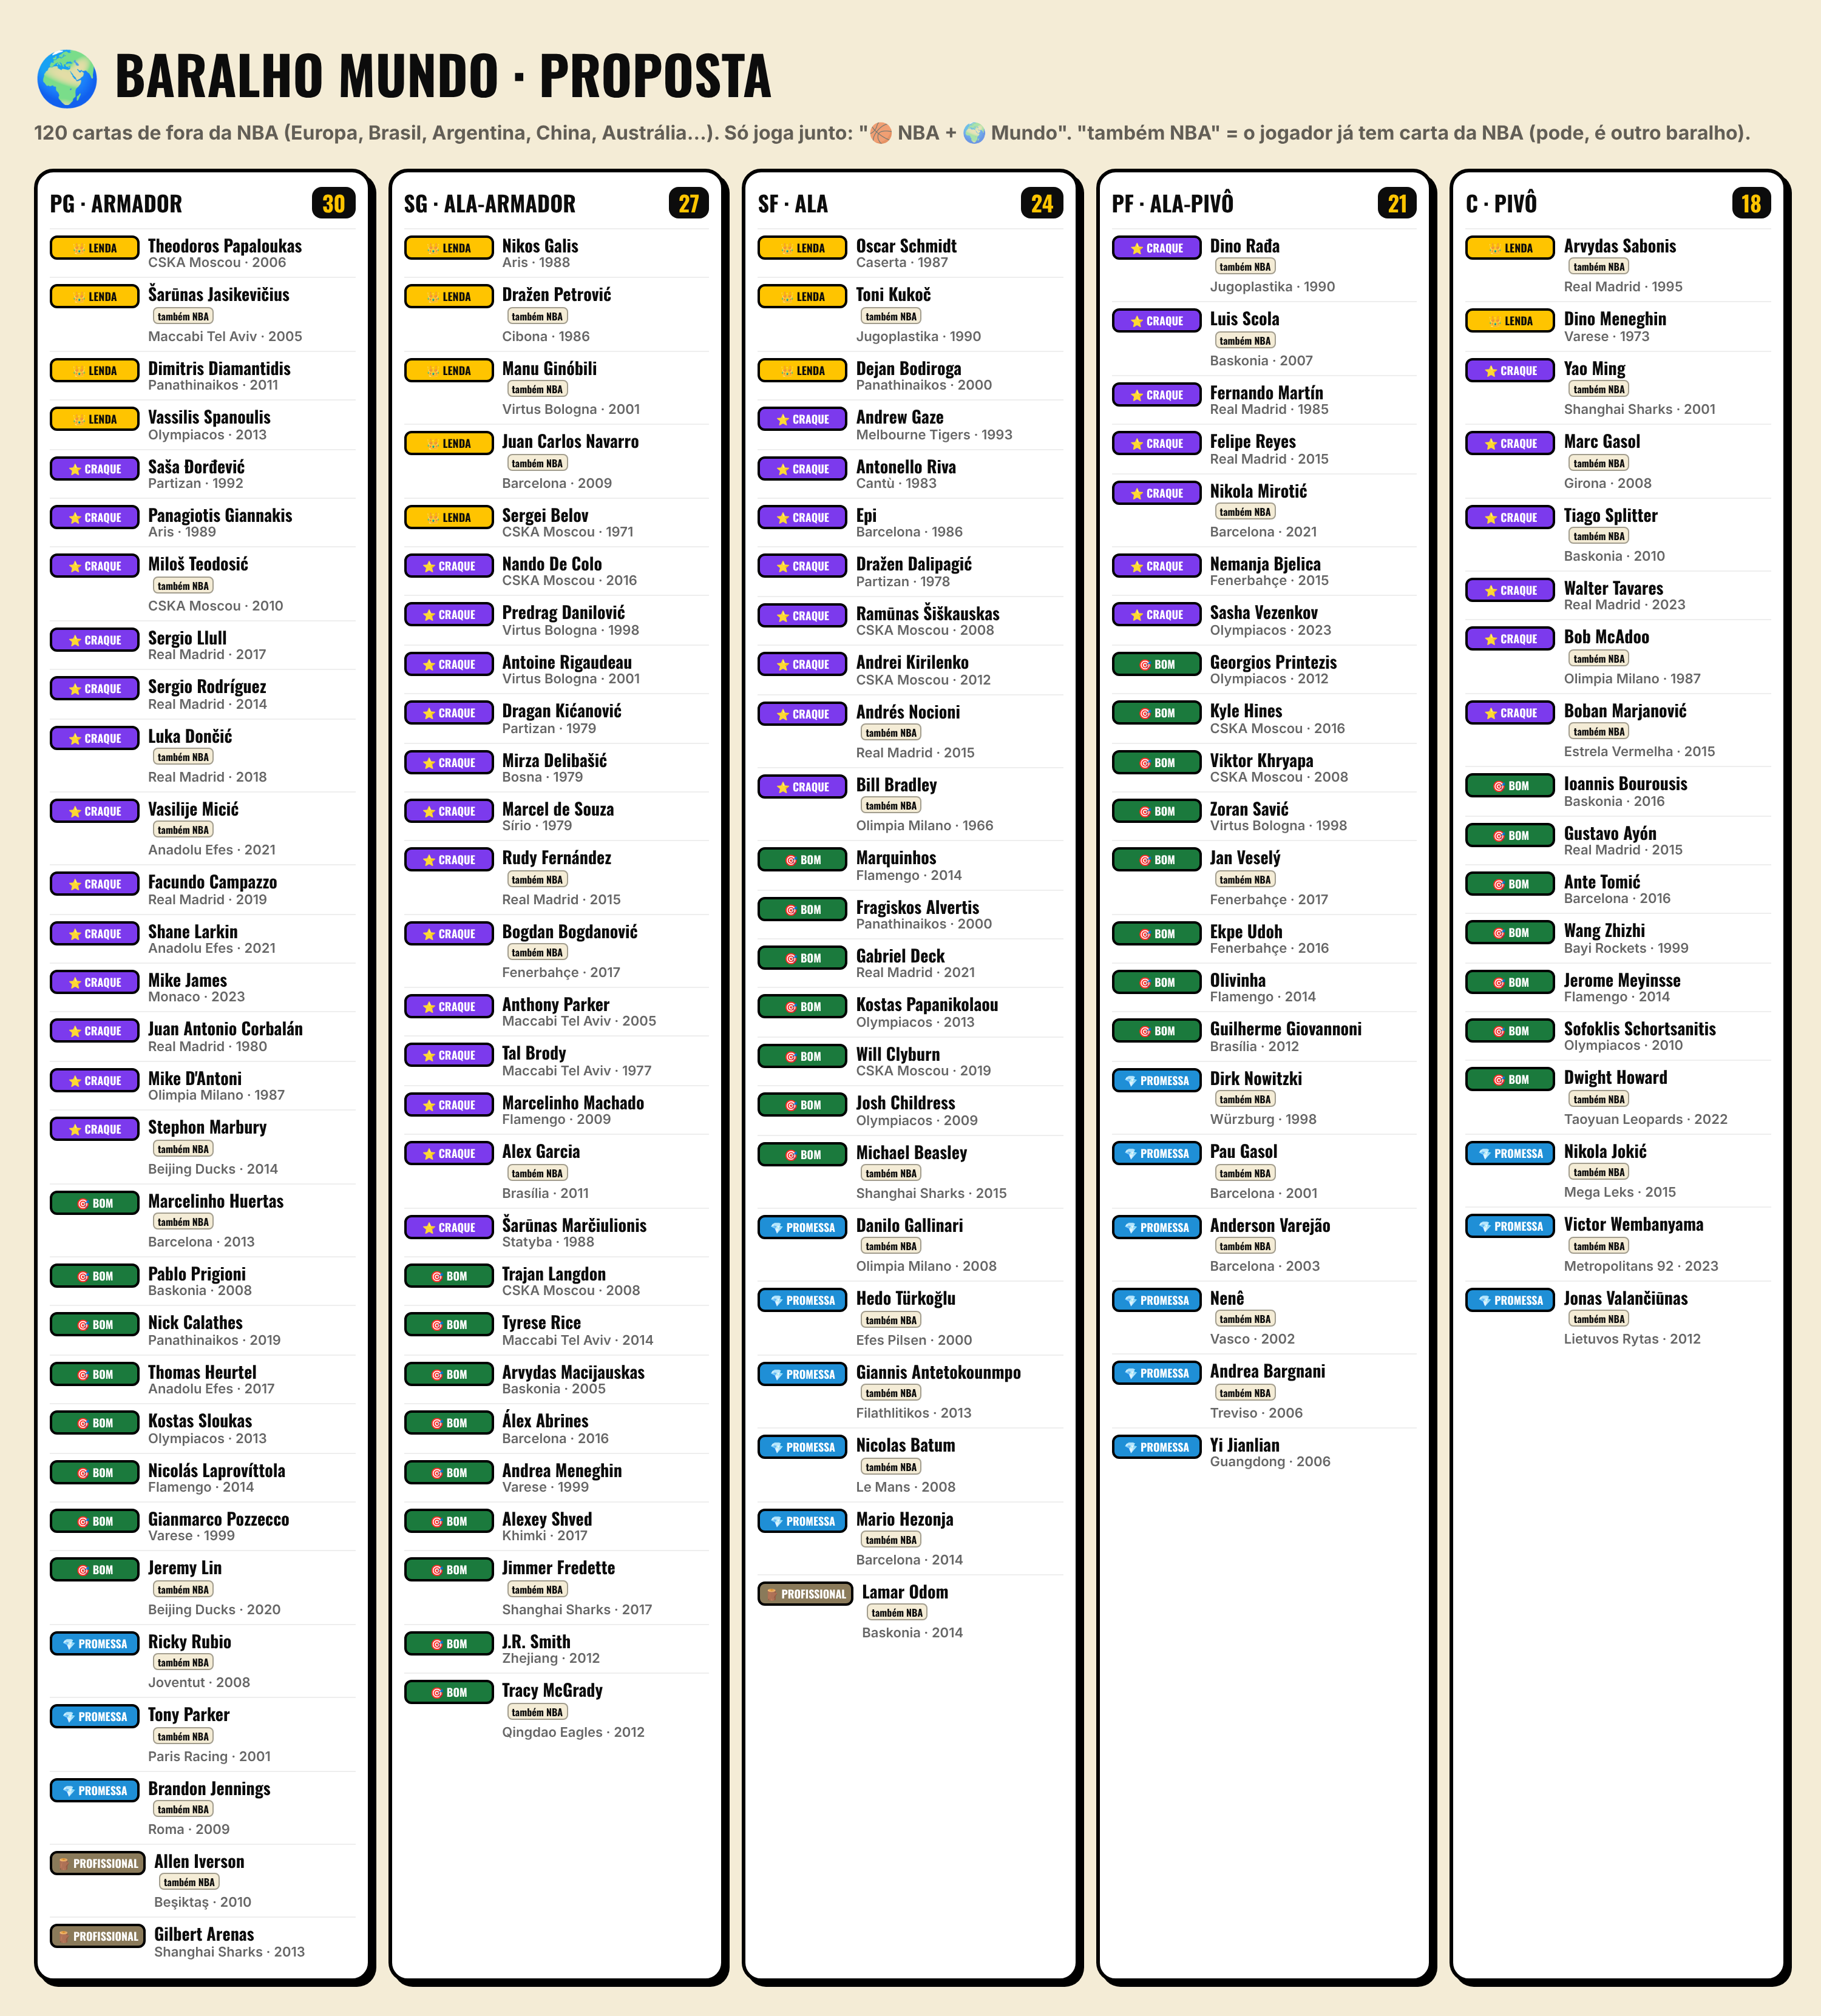 BARALHO MUNDO · PROPOSTA
120 cartas de fora da NBA (Europa, Brasil, Argentina, China, Austrália...). Só joga junto: "🏀 NBA + 🌍 Mundo". "também NBA" = o jogador já tem carta da NBA (pode, é outro baralho).
PG · ARMADOR 30
LENDA Theodoros Papaloukas
CSKA Moscou · 2006
LENDA Šarūnas Jasikevičius
também NBA
Maccabi Tel Aviv · 2005
LENDA Dimitris Diamantidis
Panathinaikos · 2011
LENDA Vassilis Spanoulis
Olympiacos · 2013
CRAQUE Saša Đorđević
Partizan · 1992
CRAQUE Panagiotis Giannakis
Aris · 1989
CRAQUE Miloš Teodosić
também NBA
CSKA Moscou · 2010
CRAQUE Sergio Llull
Real Madrid · 2017
CRAQUE Sergio Rodríguez
Real Madrid · 2014
CRAQUE Luka Dončić
também NBA
Real Madrid · 2018
CRAQUE Vasilije Micić
também NBA
Anadolu Efes · 2021
CRAQUE Facundo Campazzo
Real Madrid · 2019
CRAQUE Shane Larkin
Anadolu Efes · 2021
CRAQUE Mike James
Monaco · 2023
CRAQUE Juan Antonio Corbalán
Real Madrid · 1980
CRAQUE Mike D'Antoni
Olimpia Milano · 1987
CRAQUE Stephon Marbury
também NBA
Beijing Ducks · 2014
BOM Marcelinho Huertas
também NBA
Barcelona · 2013
BOM Pablo Prigioni
Baskonia · 2008
BOM Nick Calathes
Panathinaikos · 2019
BOM Thomas Heurtel
Anadolu Efes · 2017
BOM Kostas Sloukas
Olympiacos · 2013
BOM Nicolás Laprovíttola
Flamengo · 2014
BOM Gianmarco Pozzecco
Varese · 1999
BOM Jeremy Lin
também NBA
Beijing Ducks · 2020
PROMESSA Ricky Rubio
também NBA
Joventut · 2008
PROMESSA Tony Parker
também NBA
Paris Racing · 2001
PROMESSA Brandon Jennings
também NBA
Roma · 2009
PROFISSIONAL Allen Iverson
também NBA
Beşiktaş · 2010
PROFISSIONAL Gilbert Arenas
Shanghai Sharks · 2013
SG · ALA-ARMADOR 27
LENDA Nikos Galis
Aris · 1988
LENDA Dražen Petrović
também NBA
Cibona · 1986
LENDA Manu Ginóbili
também NBA
Virtus Bologna · 2001
LENDA Juan Carlos Navarro
também NBA
Barcelona · 2009
LENDA Sergei Belov
CSKA Moscou · 1971
CRAQUE Nando De Colo
CSKA Moscou · 2016
CRAQUE Predrag Danilović
Virtus Bologna · 1998
CRAQUE Antoine Rigaudeau
Virtus Bologna · 2001
CRAQUE Dragan Kićanović
Partizan · 1979
CRAQUE Mirza Delibašić
Bosna · 1979
CRAQUE Marcel de Souza
Sírio · 1979
CRAQUE Rudy Fernández
também NBA
Real Madrid · 2015
CRAQUE Bogdan Bogdanović
também NBA
Fenerbahçe · 2017
CRAQUE Anthony Parker
Maccabi Tel Aviv · 2005
CRAQUE Tal Brody
Maccabi Tel Aviv · 1977
CRAQUE Marcelinho Machado
Flamengo · 2009
CRAQUE Alex Garcia
também NBA
Brasília · 2011
CRAQUE Šarūnas Marčiulionis
Statyba · 1988
BOM Trajan Langdon
CSKA Moscou · 2008
BOM Tyrese Rice
Maccabi Tel Aviv · 2014
BOM Arvydas Macijauskas
Baskonia · 2005
BOM Álex Abrines
Barcelona · 2016
BOM Andrea Meneghin
Varese · 1999
BOM Alexey Shved
Khimki · 2017
BOM Jimmer Fredette
também NBA
Shanghai Sharks · 2017
BOM J.R. Smith
Zhejiang · 2012
BOM Tracy McGrady
também NBA
Qingdao Eagles · 2012
SF · ALA 24
LENDA Oscar Schmidt
Caserta · 1987
LENDA Toni Kukoč
também NBA
Jugoplastika · 1990
LENDA Dejan Bodiroga
Panathinaikos · 2000
CRAQUE Andrew Gaze
Melbourne Tigers · 1993
CRAQUE Antonello Riva
Cantù · 1983
CRAQUE Epi
Barcelona · 1986
CRAQUE Dražen Dalipagić
Partizan · 1978
CRAQUE Ramūnas Šiškauskas
CSKA Moscou · 2008
CRAQUE Andrei Kirilenko
CSKA Moscou · 2012
CRAQUE Andrés Nocioni
também NBA
Real Madrid · 2015
CRAQUE Bill Bradley
também NBA
Olimpia Milano · 1966
BOM Marquinhos
Flamengo · 2014
BOM Fragiskos Alvertis
Panathinaikos · 2000
BOM Gabriel Deck
Real Madrid · 2021
BOM Kostas Papanikolaou
Olympiacos · 2013
BOM Will Clyburn
CSKA Moscou · 2019
BOM Josh Childress
Olympiacos · 2009
BOM Michael Beasley
também NBA
Shanghai Sharks · 2015
PROMESSA Danilo Gallinari
também NBA
Olimpia Milano · 2008
PROMESSA Hedo Türkoğlu
também NBA
Efes Pilsen · 2000
PROMESSA Giannis Antetokounmpo
também NBA
Filathlitikos · 2013
PROMESSA Nicolas Batum
também NBA
Le Mans · 2008
PROMESSA Mario Hezonja
também NBA
Barcelona · 2014
PROFISSIONAL Lamar Odom
também NBA
Baskonia · 2014
PF · ALA-PIVÔ 21
CRAQUE Dino Rađa
também NBA
Jugoplastika · 1990
CRAQUE Luis Scola
também NBA
Baskonia · 2007
CRAQUE Fernando Martín
Real Madrid · 1985
CRAQUE Felipe Reyes
Real Madrid · 2015
CRAQUE Nikola Mirotić
também NBA
Barcelona · 2021
CRAQUE Nemanja Bjelica
Fenerbahçe · 2015
CRAQUE Sasha Vezenkov
Olympiacos · 2023
BOM Georgios Printezis
Olympiacos · 2012
BOM Kyle Hines
CSKA Moscou · 2016
BOM Viktor Khryapa
CSKA Moscou · 2008
BOM Zoran Savić
Virtus Bologna · 1998
BOM Jan Veselý
também NBA
Fenerbahçe · 2017
BOM Ekpe Udoh
Fenerbahçe · 2016
BOM Olivinha
Flamengo · 2014
BOM Guilherme Giovannoni
Brasília · 2012
PROMESSA Dirk Nowitzki
também NBA
Würzburg · 1998
PROMESSA Pau Gasol
também NBA
Barcelona · 2001
PROMESSA Anderson Varejão
também NBA
Barcelona · 2003
PROMESSA Nenê
também NBA
Vasco · 2002
PROMESSA Andrea Bargnani
também NBA
Treviso · 2006
PROMESSA Yi Jianlian
Guangdong · 2006
C · PIVÔ 18
LENDA Arvydas Sabonis
também NBA
Real Madrid · 1995
LENDA Dino Meneghin
Varese · 1973
CRAQUE Yao Ming
também NBA
Shanghai Sharks · 2001
CRAQUE Marc Gasol
também NBA
Girona · 2008
CRAQUE Tiago Splitter
também NBA
Baskonia · 2010
CRAQUE Walter Tavares
Real Madrid · 2023
CRAQUE Bob McAdoo
também NBA
Olimpia Milano · 1987
CRAQUE Boban Marjanović
também NBA
Estrela Vermelha · 2015
BOM Ioannis Bourousis
Baskonia · 2016
BOM Gustavo Ayón
Real Madrid · 2015
BOM Ante Tomić
Barcelona · 2016
BOM Wang Zhizhi
Bayi Rockets · 1999
BOM Jerome Meyinsse
Flamengo · 2014
BOM Sofoklis Schortsanitis
Olympiacos · 2010
BOM Dwight Howard
também NBA
Taoyuan Leopards · 2022
PROMESSA Nikola Jokić
também NBA
Mega Leks · 2015
PROMESSA Victor Wembanyama
também NBA
Metropolitans 92 · 2023
PROMESSA Jonas Valančiūnas
também NBA
Lietuvos Rytas · 2012